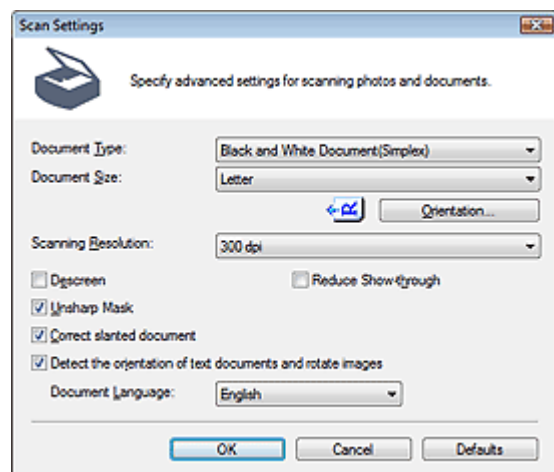 Scan Settings
Specify advanced settings for scanning photos and documents.
Document Type: Black and White Document(Simplex)
Document Size: Letter
R Orientation...
Scanning Resolution: 300 dpi
Descreen Reduce Show-through
Unsharp Mask
Correct slanted document
Detect the orientation of text documents and rotate images
Document Language: English
OK Cancel Defaults